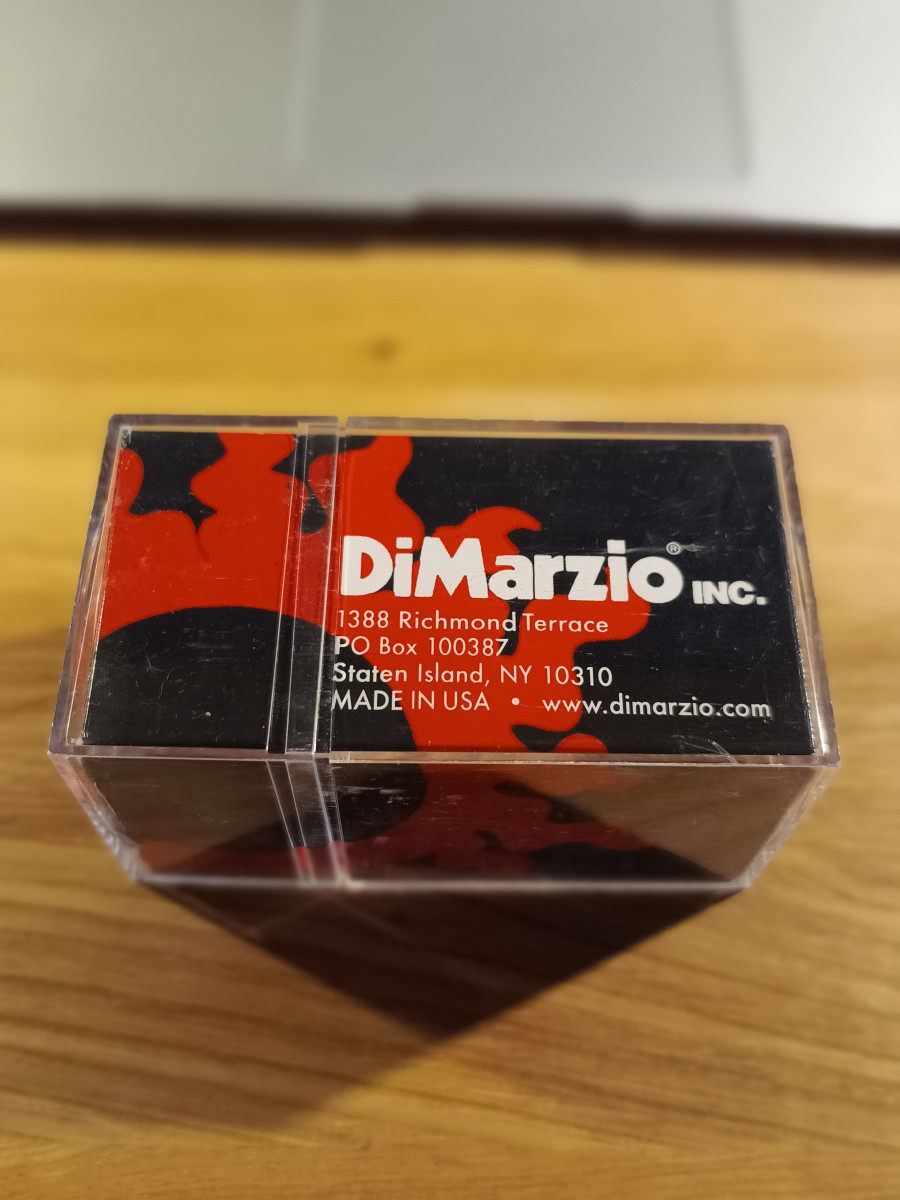 DiMarzio® INC.
1388 Richmond Terrace
PO Box 100387
Staten Island, NY 10310
MADE IN USA • www.dimarzio.com